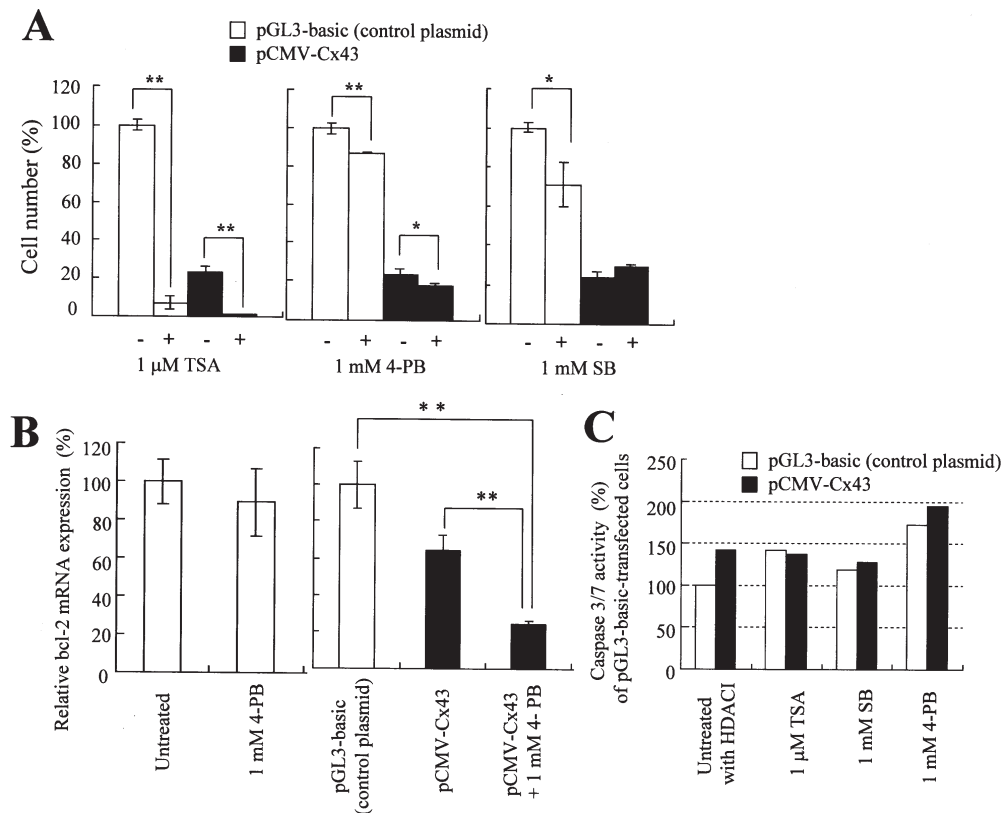 A
pGL3-basic (control plasmid)
pCMV-Cx43
Cell number (%)
120
100
80
60
40
20
0
**
**
**
*
*
- + - +
1 µM TSA
- + - +
1 mM 4-PB
- + - +
1 mM SB
B
Relative bcl-2 mRNA expression (%)
120
100
80
60
40
20
0
Untreated
1 mM 4-PB
* *
**
pGL3-basic
(control plasmid)
pCMV-Cx43
pCMV-Cx43
+ 1 mM 4- PB
C
Caspase 3/7 activity (%)
of pGL3-basic-transfected cells
250
200
150
100
50
0
pGL3-basic (control plasmid)
pCMV-Cx43
Untreated
with HDACI
1 µM TSA
1 mM SB
1 mM 4-PB